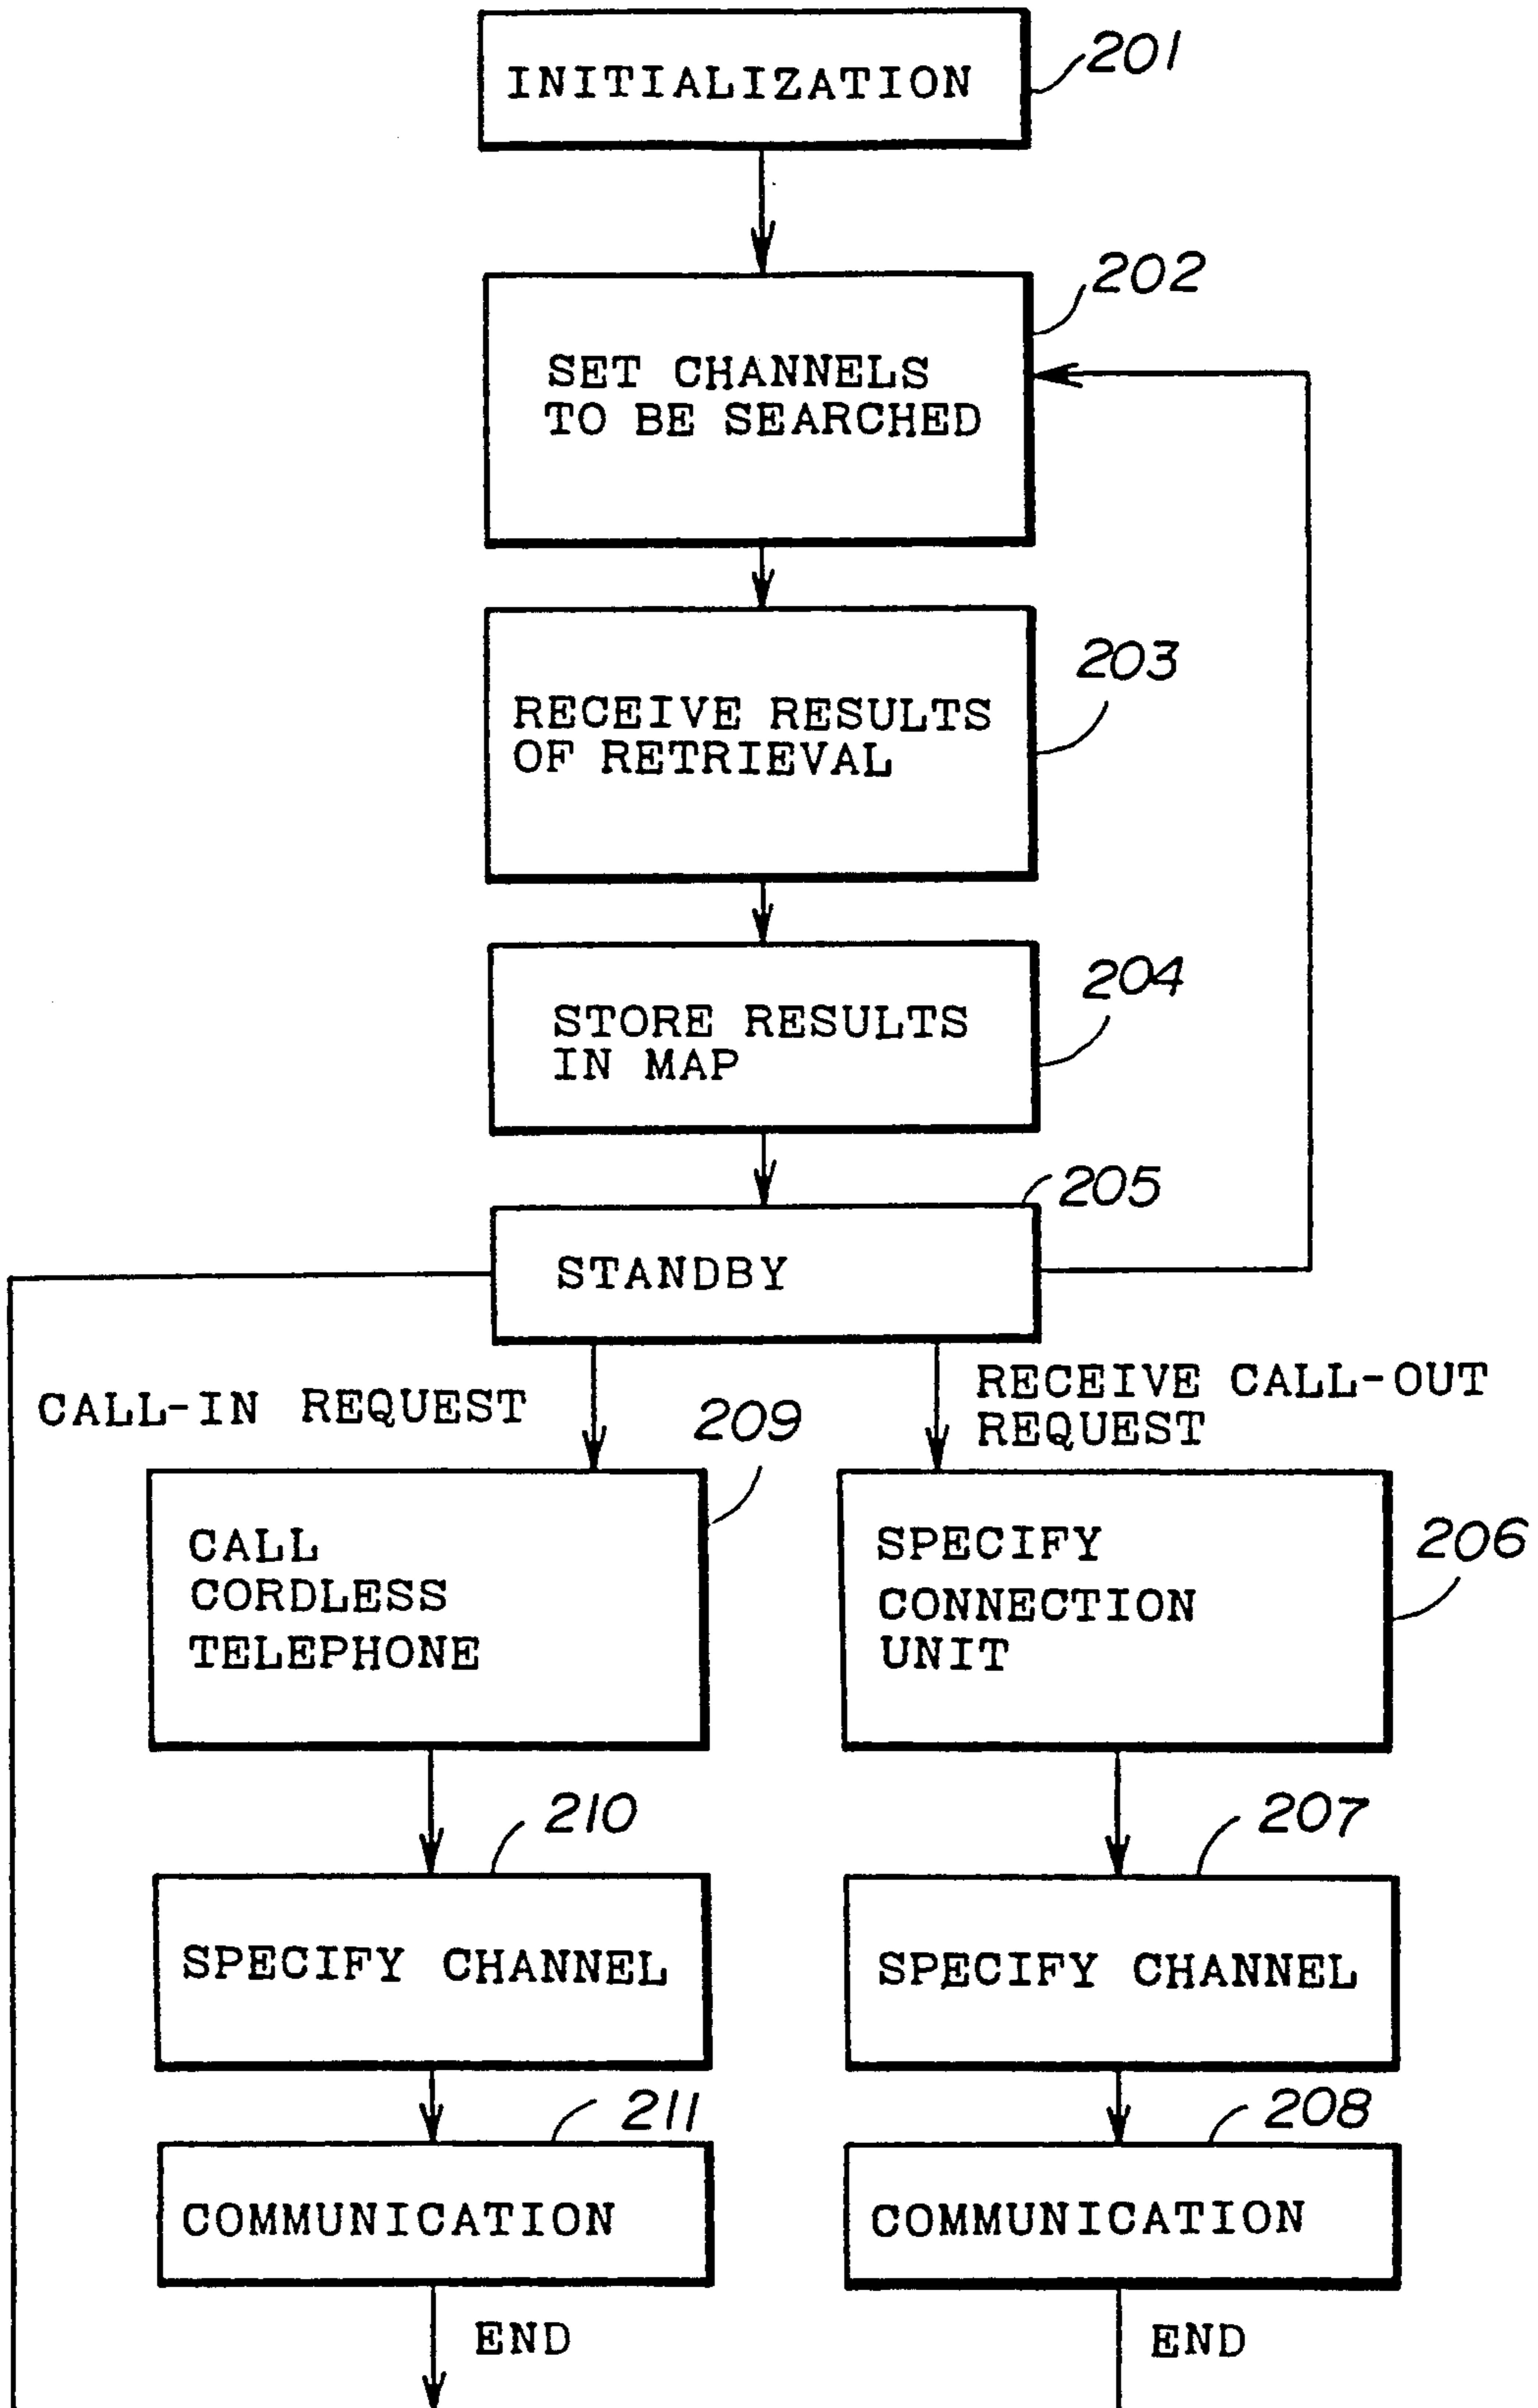 INITIALIZATION
201
202
SET CHANNELS
TO BE SEARCHED
203
RECEIVE RESULTS
OF RETRIEVAL
204
STORE RESULTS
IN MAP
205
STANDBY
CALL-IN REQUEST
RECEIVE CALL-OUT
REQUEST
209
CALL
CORDLESS
TELEPHONE
SPECIFY
CONNECTION
UNIT
206
210
207
SPECIFY CHANNEL
SPECIFY CHANNEL
211
208
COMMUNICATION
COMMUNICATION
END
END